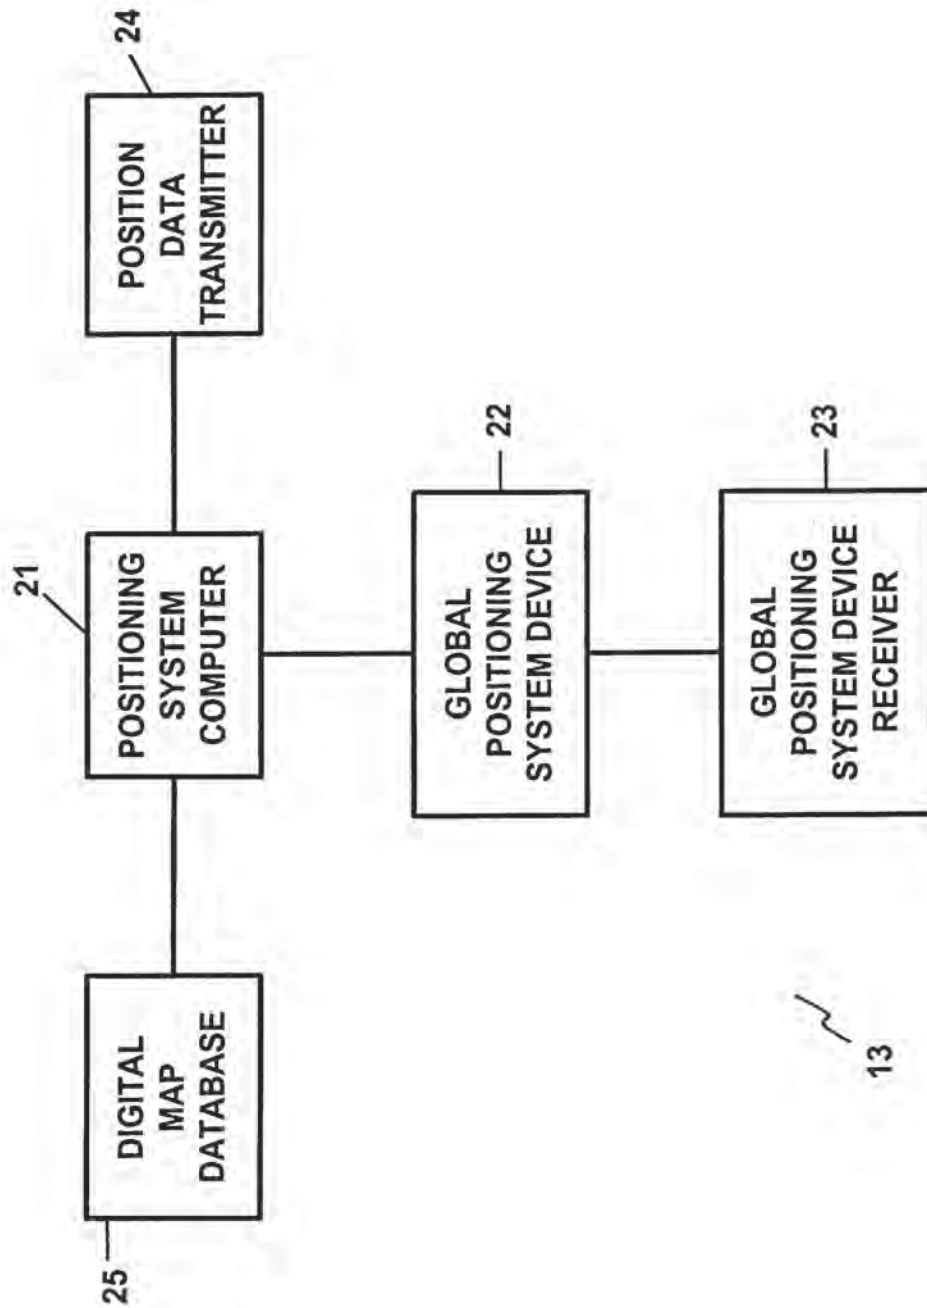 21
24
DIGITAL
MAP
DATABASE
25
POSITIONING
SYSTEM
COMPUTER
POSITION
DATA
TRANSMITTER
GLOBAL
POSITIONING
SYSTEM DEVICE
22
GLOBAL
POSITIONING
SYSTEM DEVICE
RECEIVER
23
13